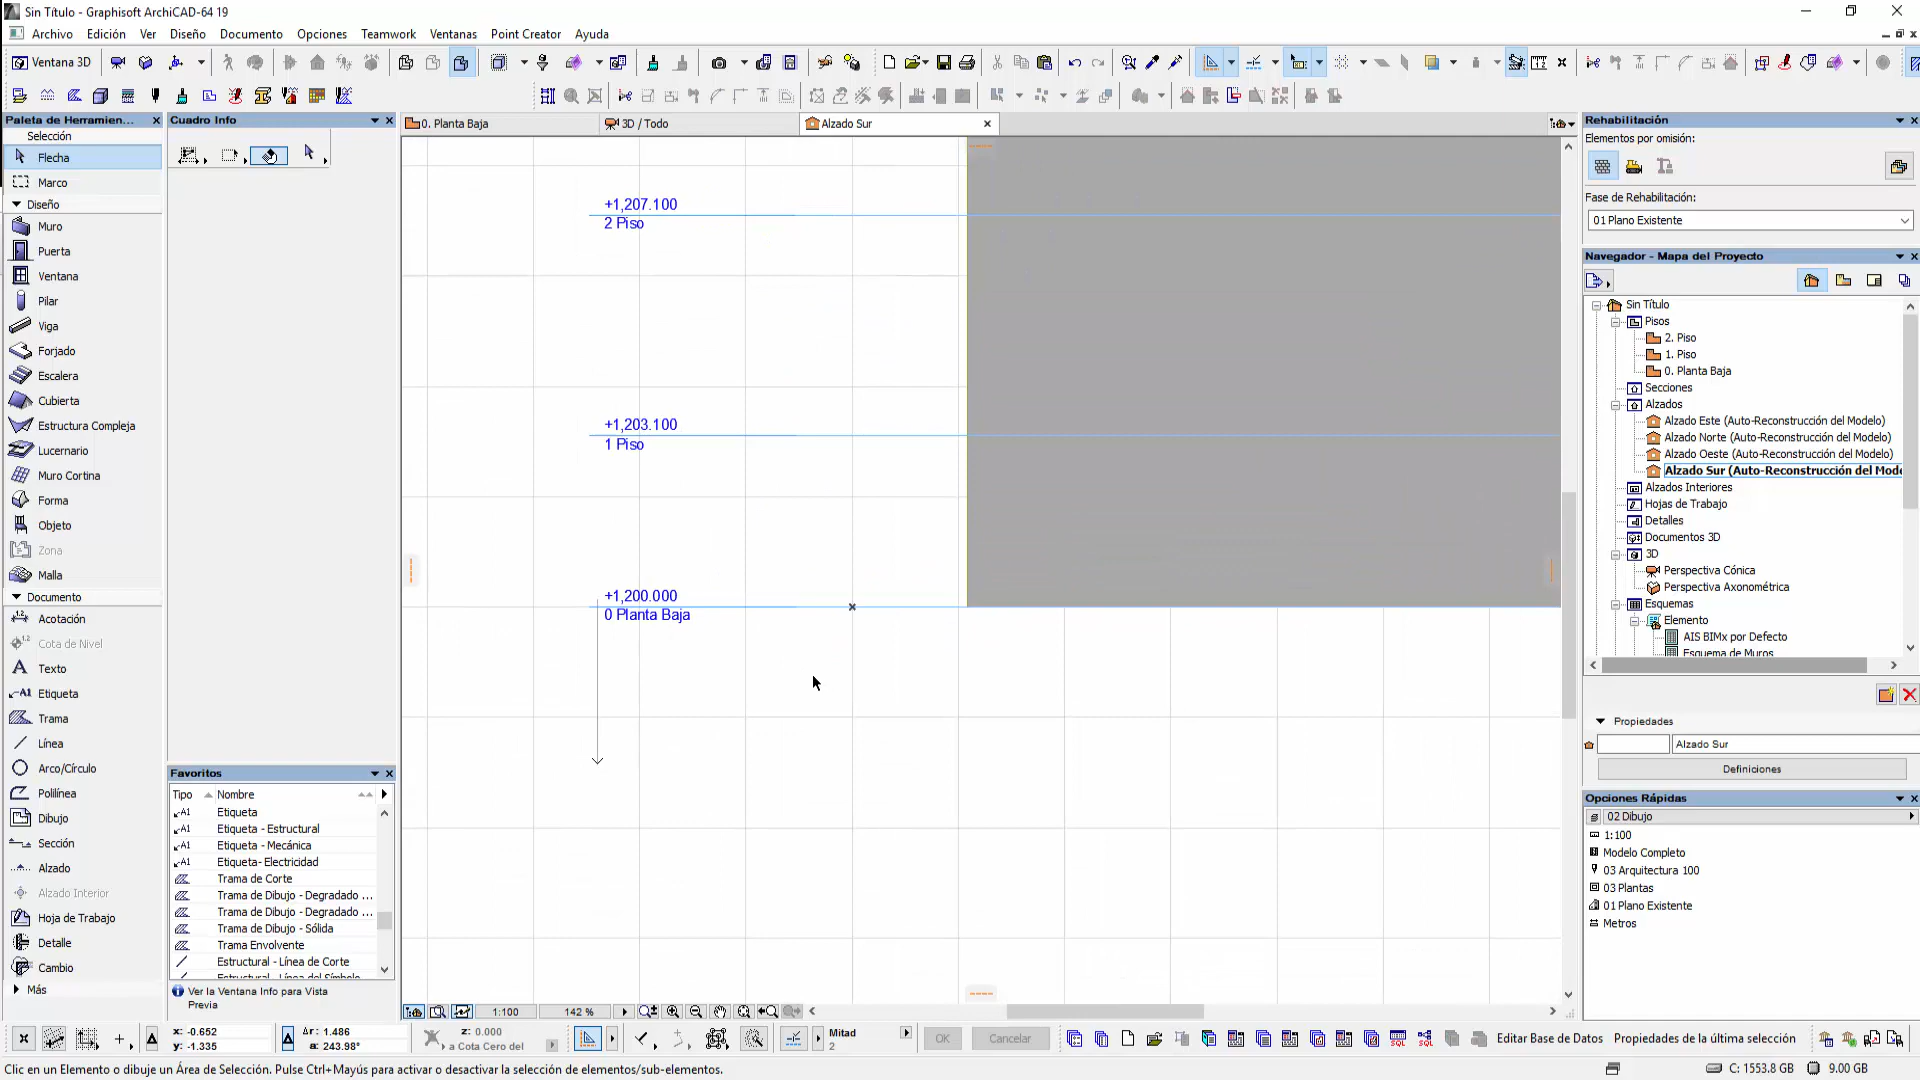 Sin Título - Graphisoft ArchiCAD-64 19
Archivo Edición Ver Diseño Documento Opciones Teamwork Ventanas Point Creator Ayuda
Ventana 3D
Paleta de Herramien...
Selección
Flecha
Marco
Diseño
Muro
Puerta
Ventana
Pilar
Viga
Forjado
Escalera
Cubierta
Estructura Compleja
Lucernario
Muro Cortina
Forma
Objeto
Zona
Malla
Documento
Acotación
Cota de Nivel
Texto
Etiqueta
Trama
Línea
Arco/Círculo
Polilínea
Dibujo
Sección
Alzado
Alzado Interior
Hoja de Trabajo
Detalle
Cambio
Más
Cuadro Info
Favoritos
Tipo Nombre
Etiqueta
Etiqueta - Estructural
Etiqueta - Mecánica
Etiqueta- Electricidad
Trama de Corte
Trama de Dibujo - Degradado ...
Trama de Dibujo - Degradado ...
Trama de Dibujo - Sólida
Trama Envolvente
Estructural - Línea de Corte
Estructural - Línea del Símbolo
Ver la Ventana Info para Vista
Previa
0. Planta Baja
3D / Todo
Alzado Sur
+1,207.100
2 Piso
+1,203.100
1 Piso
+1,200.000
0 Planta Baja
1:100
142 %
Rehabilitación
Elementos por omisión:
Fase de Rehabilitación:
01 Plano Existente
Navegador - Mapa del Proyecto
Sin Título
Pisos
2. Piso
1. Piso
0. Planta Baja
Secciones
Alzados
Alzado Este (Auto-Reconstrucción del Modelo)
Alzado Norte (Auto-Reconstrucción del Modelo)
Alzado Oeste (Auto-Reconstrucción del Modelo)
Alzado Sur (Auto-Reconstrucción del Mode
Alzados Interiores
Hojas de Trabajo
Detalles
Documentos 3D
3D
Perspectiva Cónica
Perspectiva Axonométrica
Esquemas
Elemento
AIS BIMx por Defecto
Esquema de Muros
Propiedades
Alzado Sur
Definiciones
Opciones Rápidas
02 Dibujo
1:100
Modelo Completo
03 Arquitectura 100
03 Plantas
01 Plano Existente
Metros
x: -0.652
y: -1.335
Δr: 1.486
a: 243.98°
z: 0.000
a Cota Cero del
Mitad
2
OK
Cancelar
Editar Base de Datos
Propiedades de la última selección
Clic en un Elemento o dibuje un Área de Selección. Pulse Ctrl+Mayús para activar o desactivar la selección de elementos/sub-elementos.
C: 1553.8 GB
9.00 GB